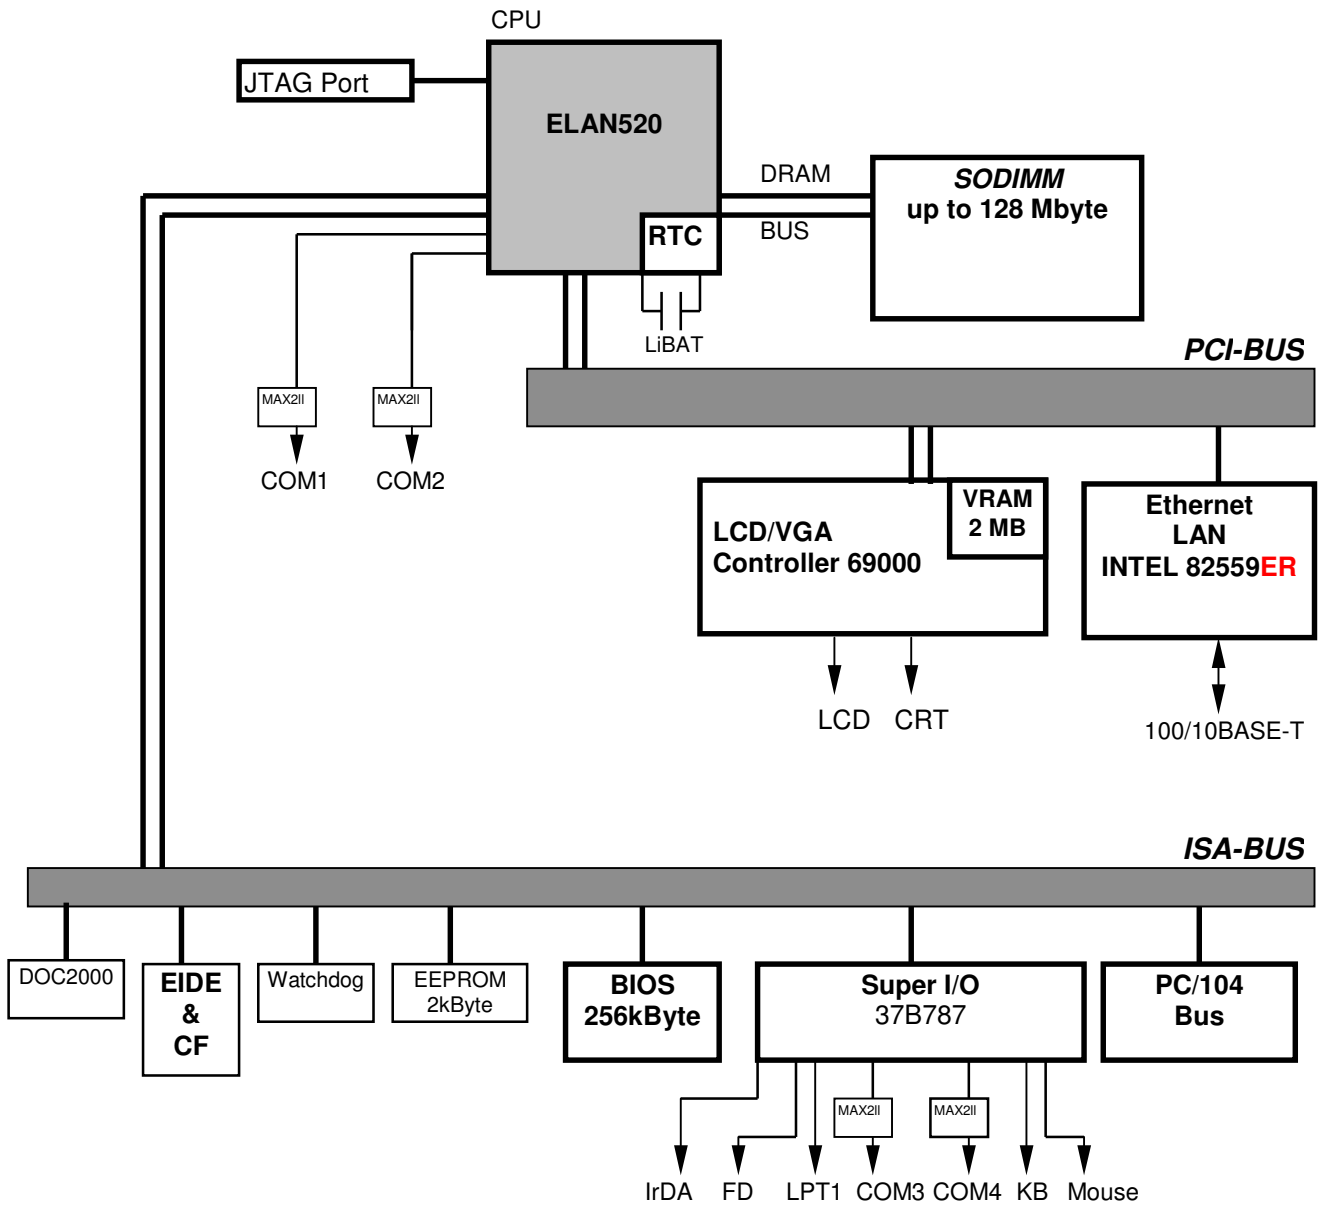 CPU
JTAG Port
ELAN520
DRAM
SODIMM
up to 128 Mbyte
RTC
BUS
LiBAT
PCI-BUS
MAX2II
MAX2II
COM1
COM2
VRAM
2 MB
LCD/VGA
Controller 69000
Ethernet
LAN
INTEL 82559ER
LCD
CRT
100/10BASE-T
ISA-BUS
DOC2000
EIDE
&
CF
Watchdog
EEPROM
2kByte
BIOS
256kByte
Super I/O
37B787
PC/104
Bus
MAX2II
MAX2II
IrDA
FD
LPT1
COM3
COM4
KB
Mouse